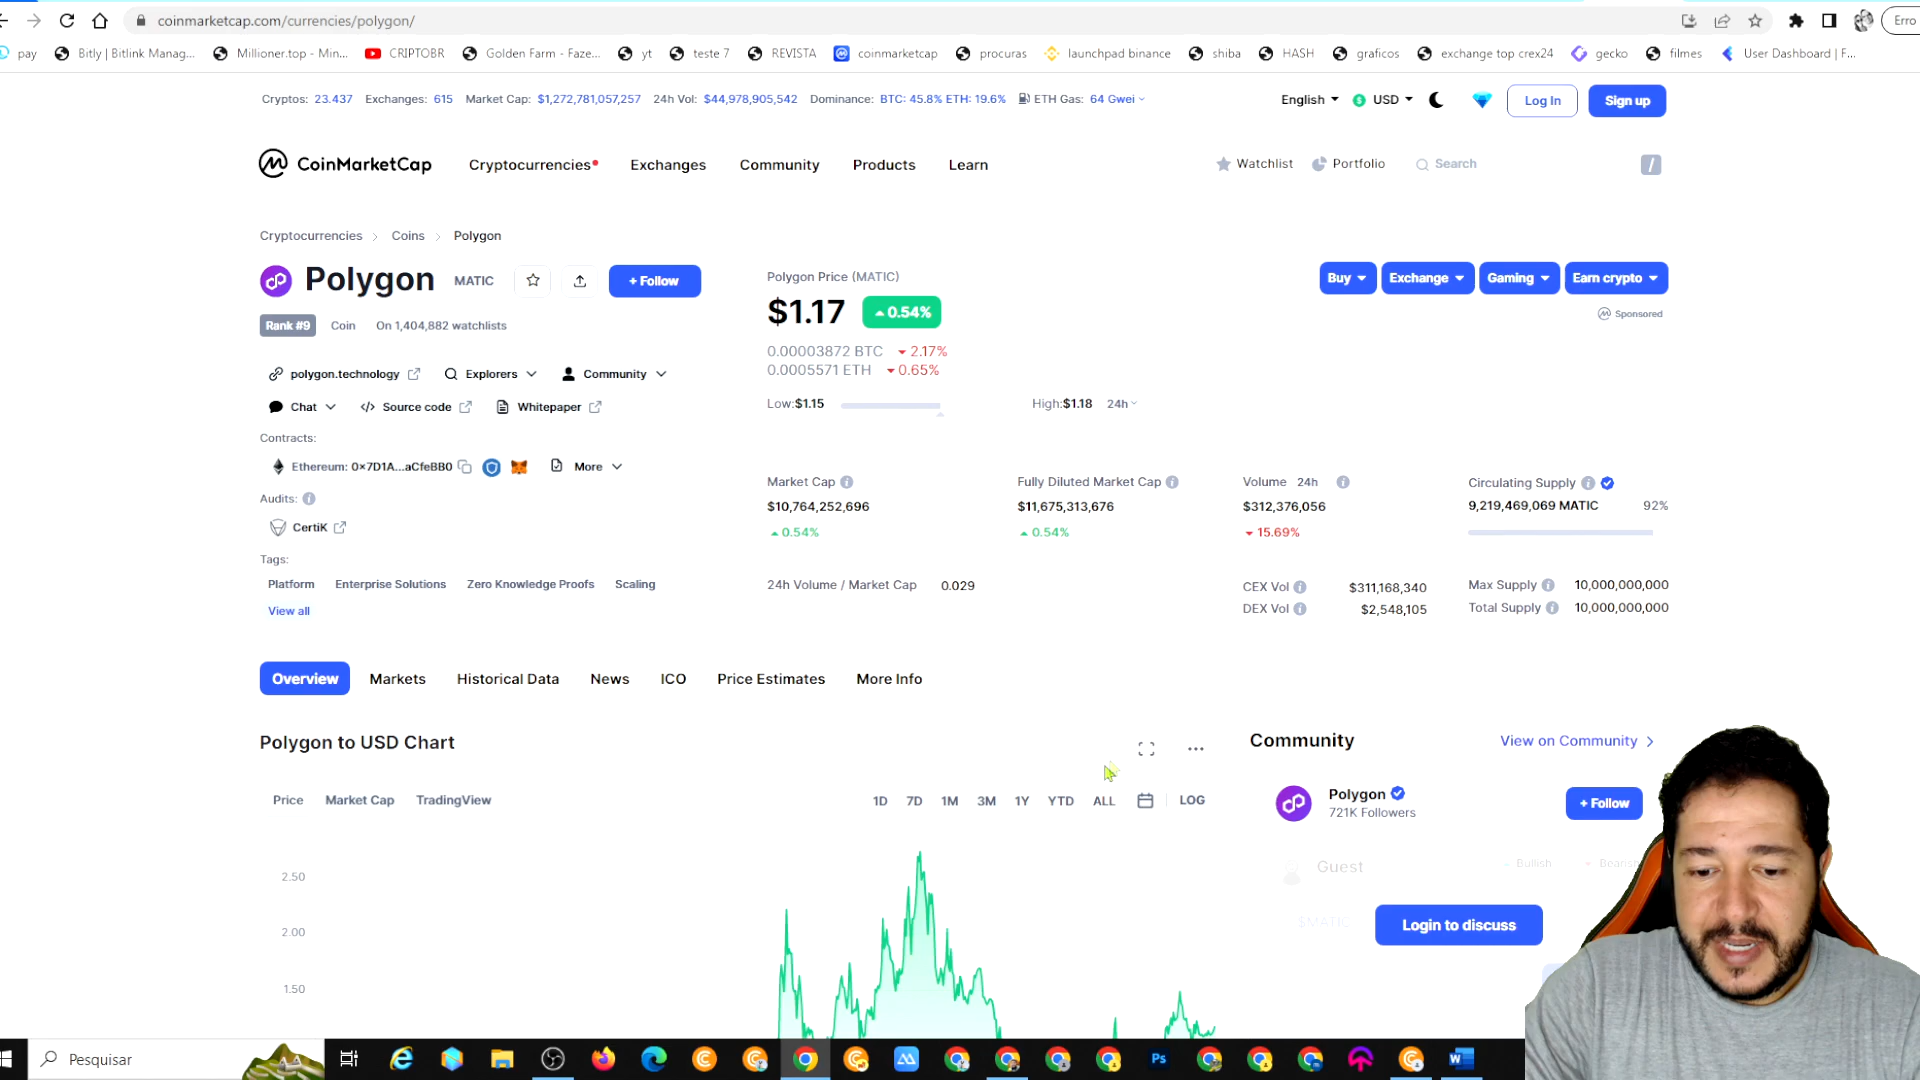 coinmarketcap.com/currencies/polygon/
Erro
pay Bitly | Bitlink Manag... Millioner.top - Min... CRIPTOBR Golden Farm - Faze... yt teste 7 REVISTA coinmarketcap procuras launchpad binance shiba HASH graficos exchange top crex24 gecko filmes User Dashboard | F...
Cryptos: 23.437 Exchanges: 615 Market Cap: $1,272,781,057,257 24h Vol: $44,978,905,542 Dominance: BTC: 45.8% ETH: 19.6% ETH Gas: 64 Gwei
English USD Log In Sign up
CoinMarketCap Cryptocurrencies Exchanges Community Products Learn
Watchlist Portfolio Search /
Cryptocurrencies Coins Polygon
Polygon MATIC + Follow
Rank #9 Coin On 1,404,882 watchlists
polygon.technology Explorers Community
Chat Source code Whitepaper
Contracts:
Ethereum: 0x7D1A...aCfeBB0 More
Audits:
CertiK
Tags:
Platform Enterprise Solutions Zero Knowledge Proofs Scaling
View all
Polygon Price (MATIC)
$1.17 0.54%
0.00003872 BTC 2.17%
0.0005571 ETH 0.65%
Low:$1.15 High:$1.18 24h
Buy Exchange Gaming Earn crypto
Sponsored
Market Cap
$10,764,252,696
0.54%
Fully Diluted Market Cap
$11,675,313,676
0.54%
Volume 24h
$312,376,056
15.69%
Circulating Supply
9,219,469,069 MATIC 92%
24h Volume / Market Cap 0.029
CEX Vol $311,168,340
DEX Vol $2,548,105
Max Supply 10,000,000,000
Total Supply 10,000,000,000
Overview Markets Historical Data News ICO Price Estimates More Info
Polygon to USD Chart
Price Market Cap TradingView
1D 7D 1M 3M 1Y YTD ALL LOG
2.50
2.00
1.50
Community View on Community
Polygon
721K Followers
+ Follow
Guest Bullish Bearish
$MATIC
Login to discuss
Pesquisar
Ps
W